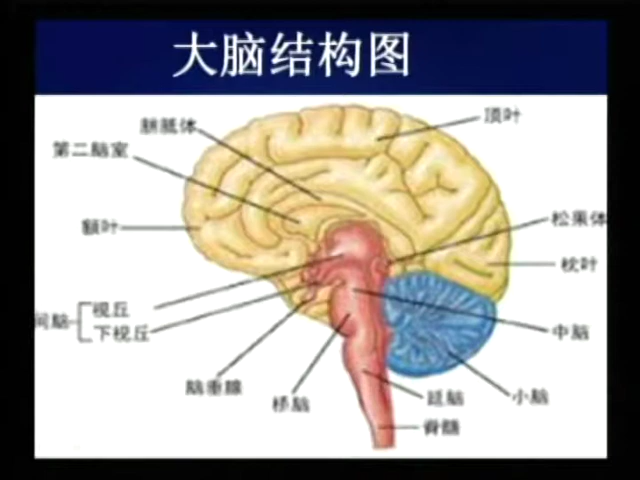 大脑结构图
胼胝体
顶叶
第二脑室
额叶
松果体
枕叶
间脑
视丘
下视丘
中脑
脑垂腺
桥脑
延脑
小脑
脊髓